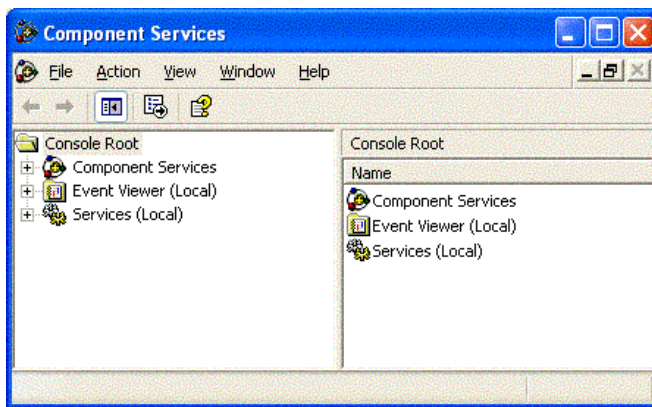 Component Services
File Action View Window Help
Console Root
Component Services
Event Viewer (Local)
Services (Local)
Console Root
Name
Component Services
Event Viewer (Local)
Services (Local)